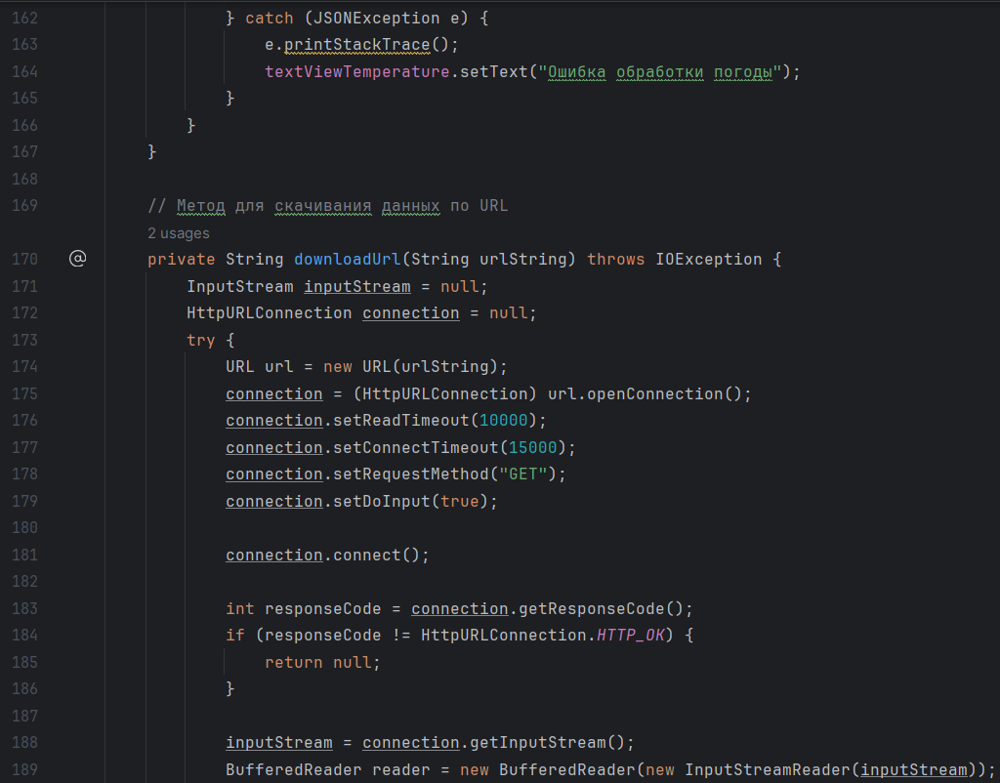 162 } catch (JSONException e) {
163 e.printStackTrace();
164 textViewTemperature.setText("Ошибка обработки погоды");
165 }
166 }
167 }
168
169 // Метод для скачивания данных по URL
2 usages
170 @ private String downloadUrl(String urlString) throws IOException {
171 InputStream inputStream = null;
172 HttpURLConnection connection = null;
173 try {
174 URL url = new URL(urlString);
175 connection = (HttpURLConnection) url.openConnection();
176 connection.setReadTimeout(10000);
177 connection.setConnectTimeout(15000);
178 connection.setRequestMethod("GET");
179 connection.setDoInput(true);
180
181 connection.connect();
182
183 int responseCode = connection.getResponseCode();
184 if (responseCode != HttpURLConnection.HTTP_OK) {
185 return null;
186 }
187
188 inputStream = connection.getInputStream();
189 BufferedReader reader = new BufferedReader(new InputStreamReader(inputStream));